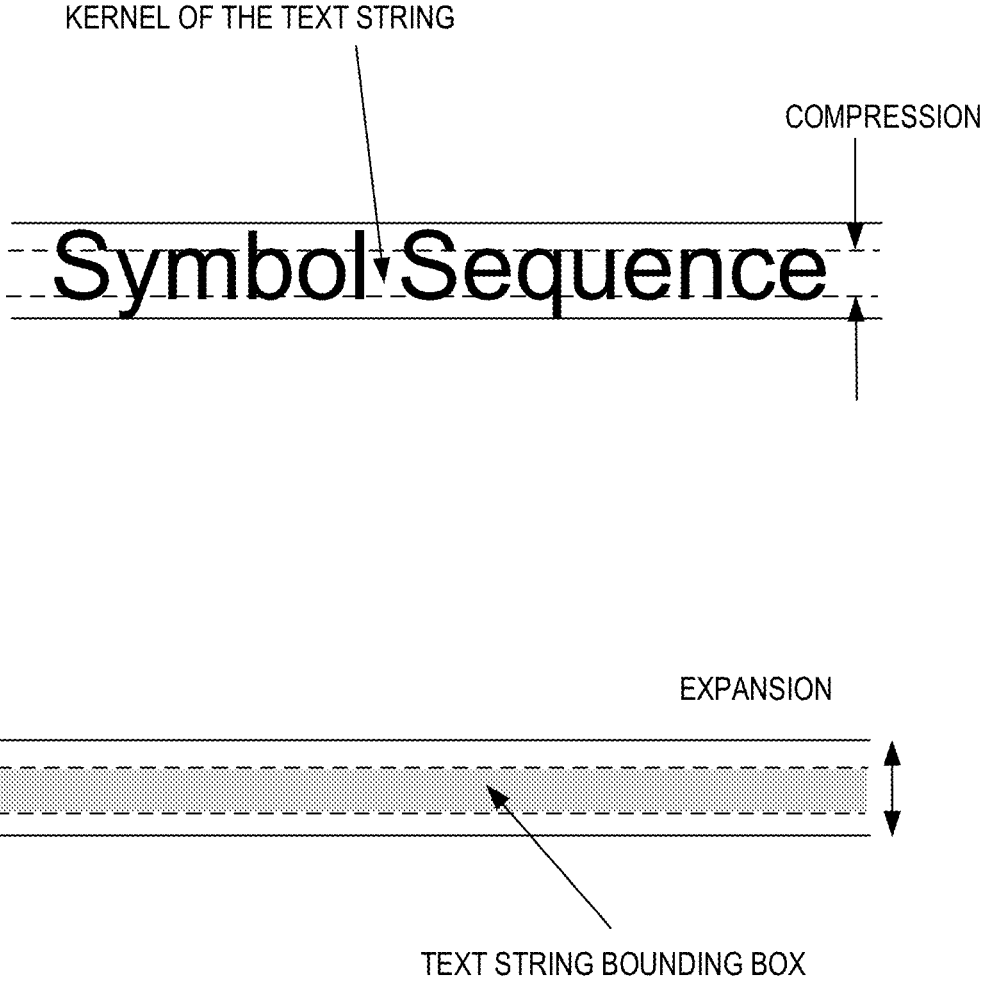 KERNEL OF THE TEXT STRING
COMPRESSION
Symbol Sequence
EXPANSION
TEXT STRING BOUNDING BOX